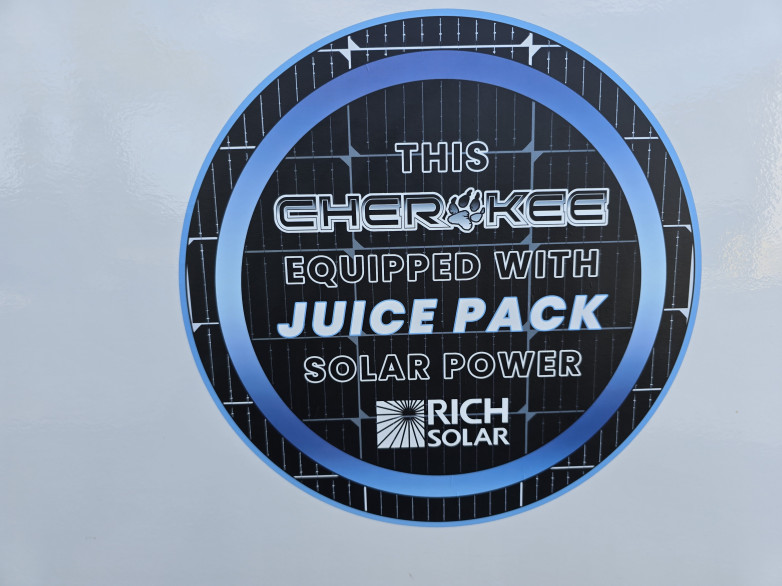 THIS
CHEROKEE
EQUIPPED WITH
JUICE PACK
SOLAR POWER
RICH
SOLAR